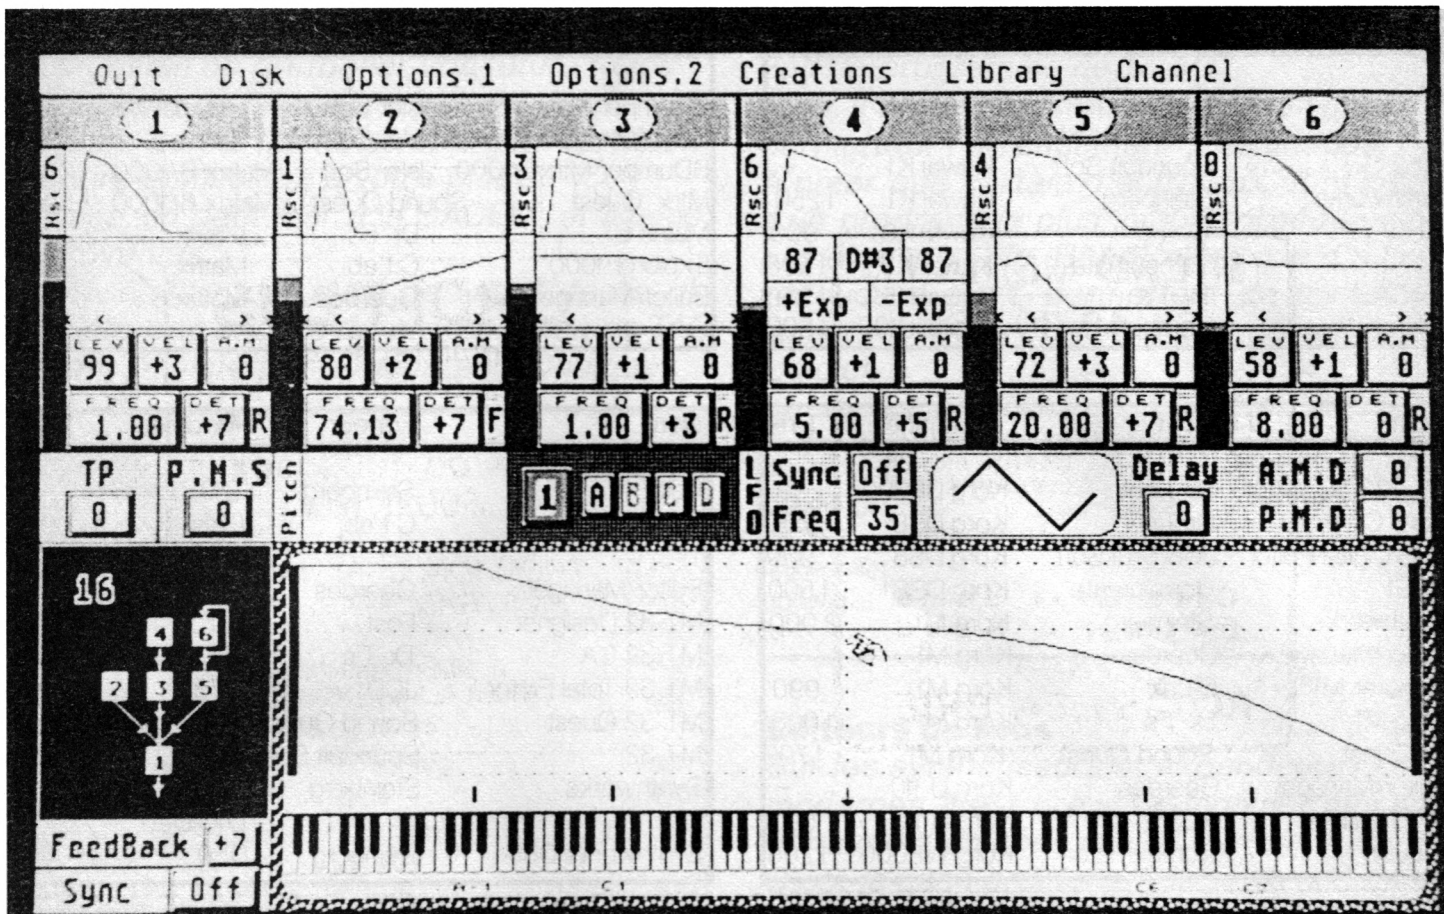 Quit Disk Options.1 Options.2 Creations Library Channel
1 2 3 4 5 6
Rsc 6 Rsc 1 Rsc 3 Rsc 6 Rsc 4 Rsc 0
87 D#3 87
+Exp -Exp
LEV VEL A.M LEV VEL A.M LEV VEL A.M LEV VEL A.M LEV VEL A.M LEV VEL A.M
99 +3 0 80 +2 0 77 +1 0 68 +1 0 72 +3 0 58 +1 0
FREQ DET FREQ DET FREQ DET FREQ DET FREQ DET FREQ DET
1.00 +7 R 74.13 +7 F 1.00 +3 R 5.00 +5 R 20.00 +7 R 8.00 0 R
TP P.M.S Pitch 1 A B C D LFO Sync Off Delay A.M.D 0
0 0 Freq 35 0 P.M.D 0
16
4 6
2 3 5
1
FeedBack +7
Sync Off
A-1 C1 C6 C7